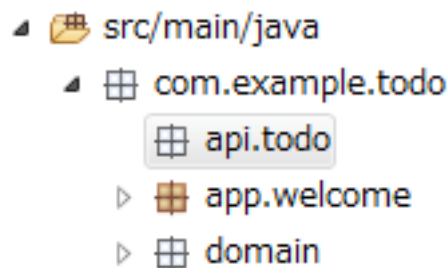 src/main/java
com.example.todo
api.todo
app.welcome
domain